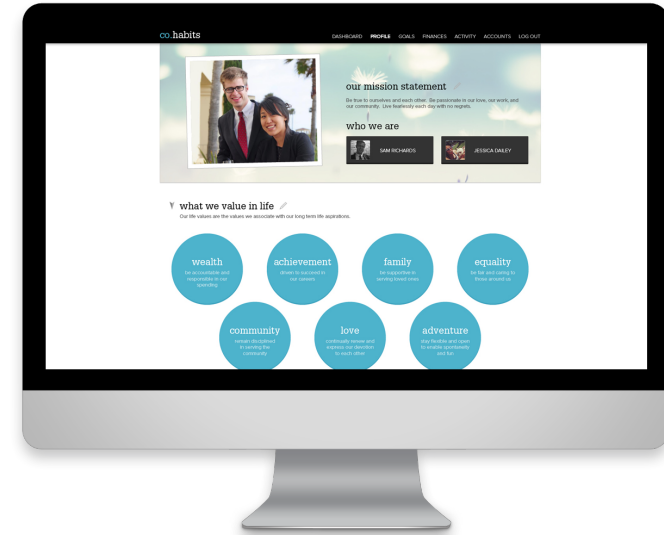 co.habits
DASHBOARD PROFILE GOALS FINANCES ACTIVITY ACCOUNTS LOG OUT
our mission statement
Be true to ourselves and each other. Be passionate in our love, our work, and
our community. Live fearlessly each day with no regrets.
who we are
SAM RICHARDS JESSICA DAILEY
what we value in life
Our life values are the values we associate with our long term life aspirations.
wealth
be accountable and
responsible in our
spending
achievement
driven to succeed in
our careers
family
be supportive in
serving loved ones
equality
be fair and caring to
those around us
community
remain disciplined
in serving the
community
love
continually renew and
express our devotion
to each other
adventure
stay flexible and open
to enable spontaneity
and fun